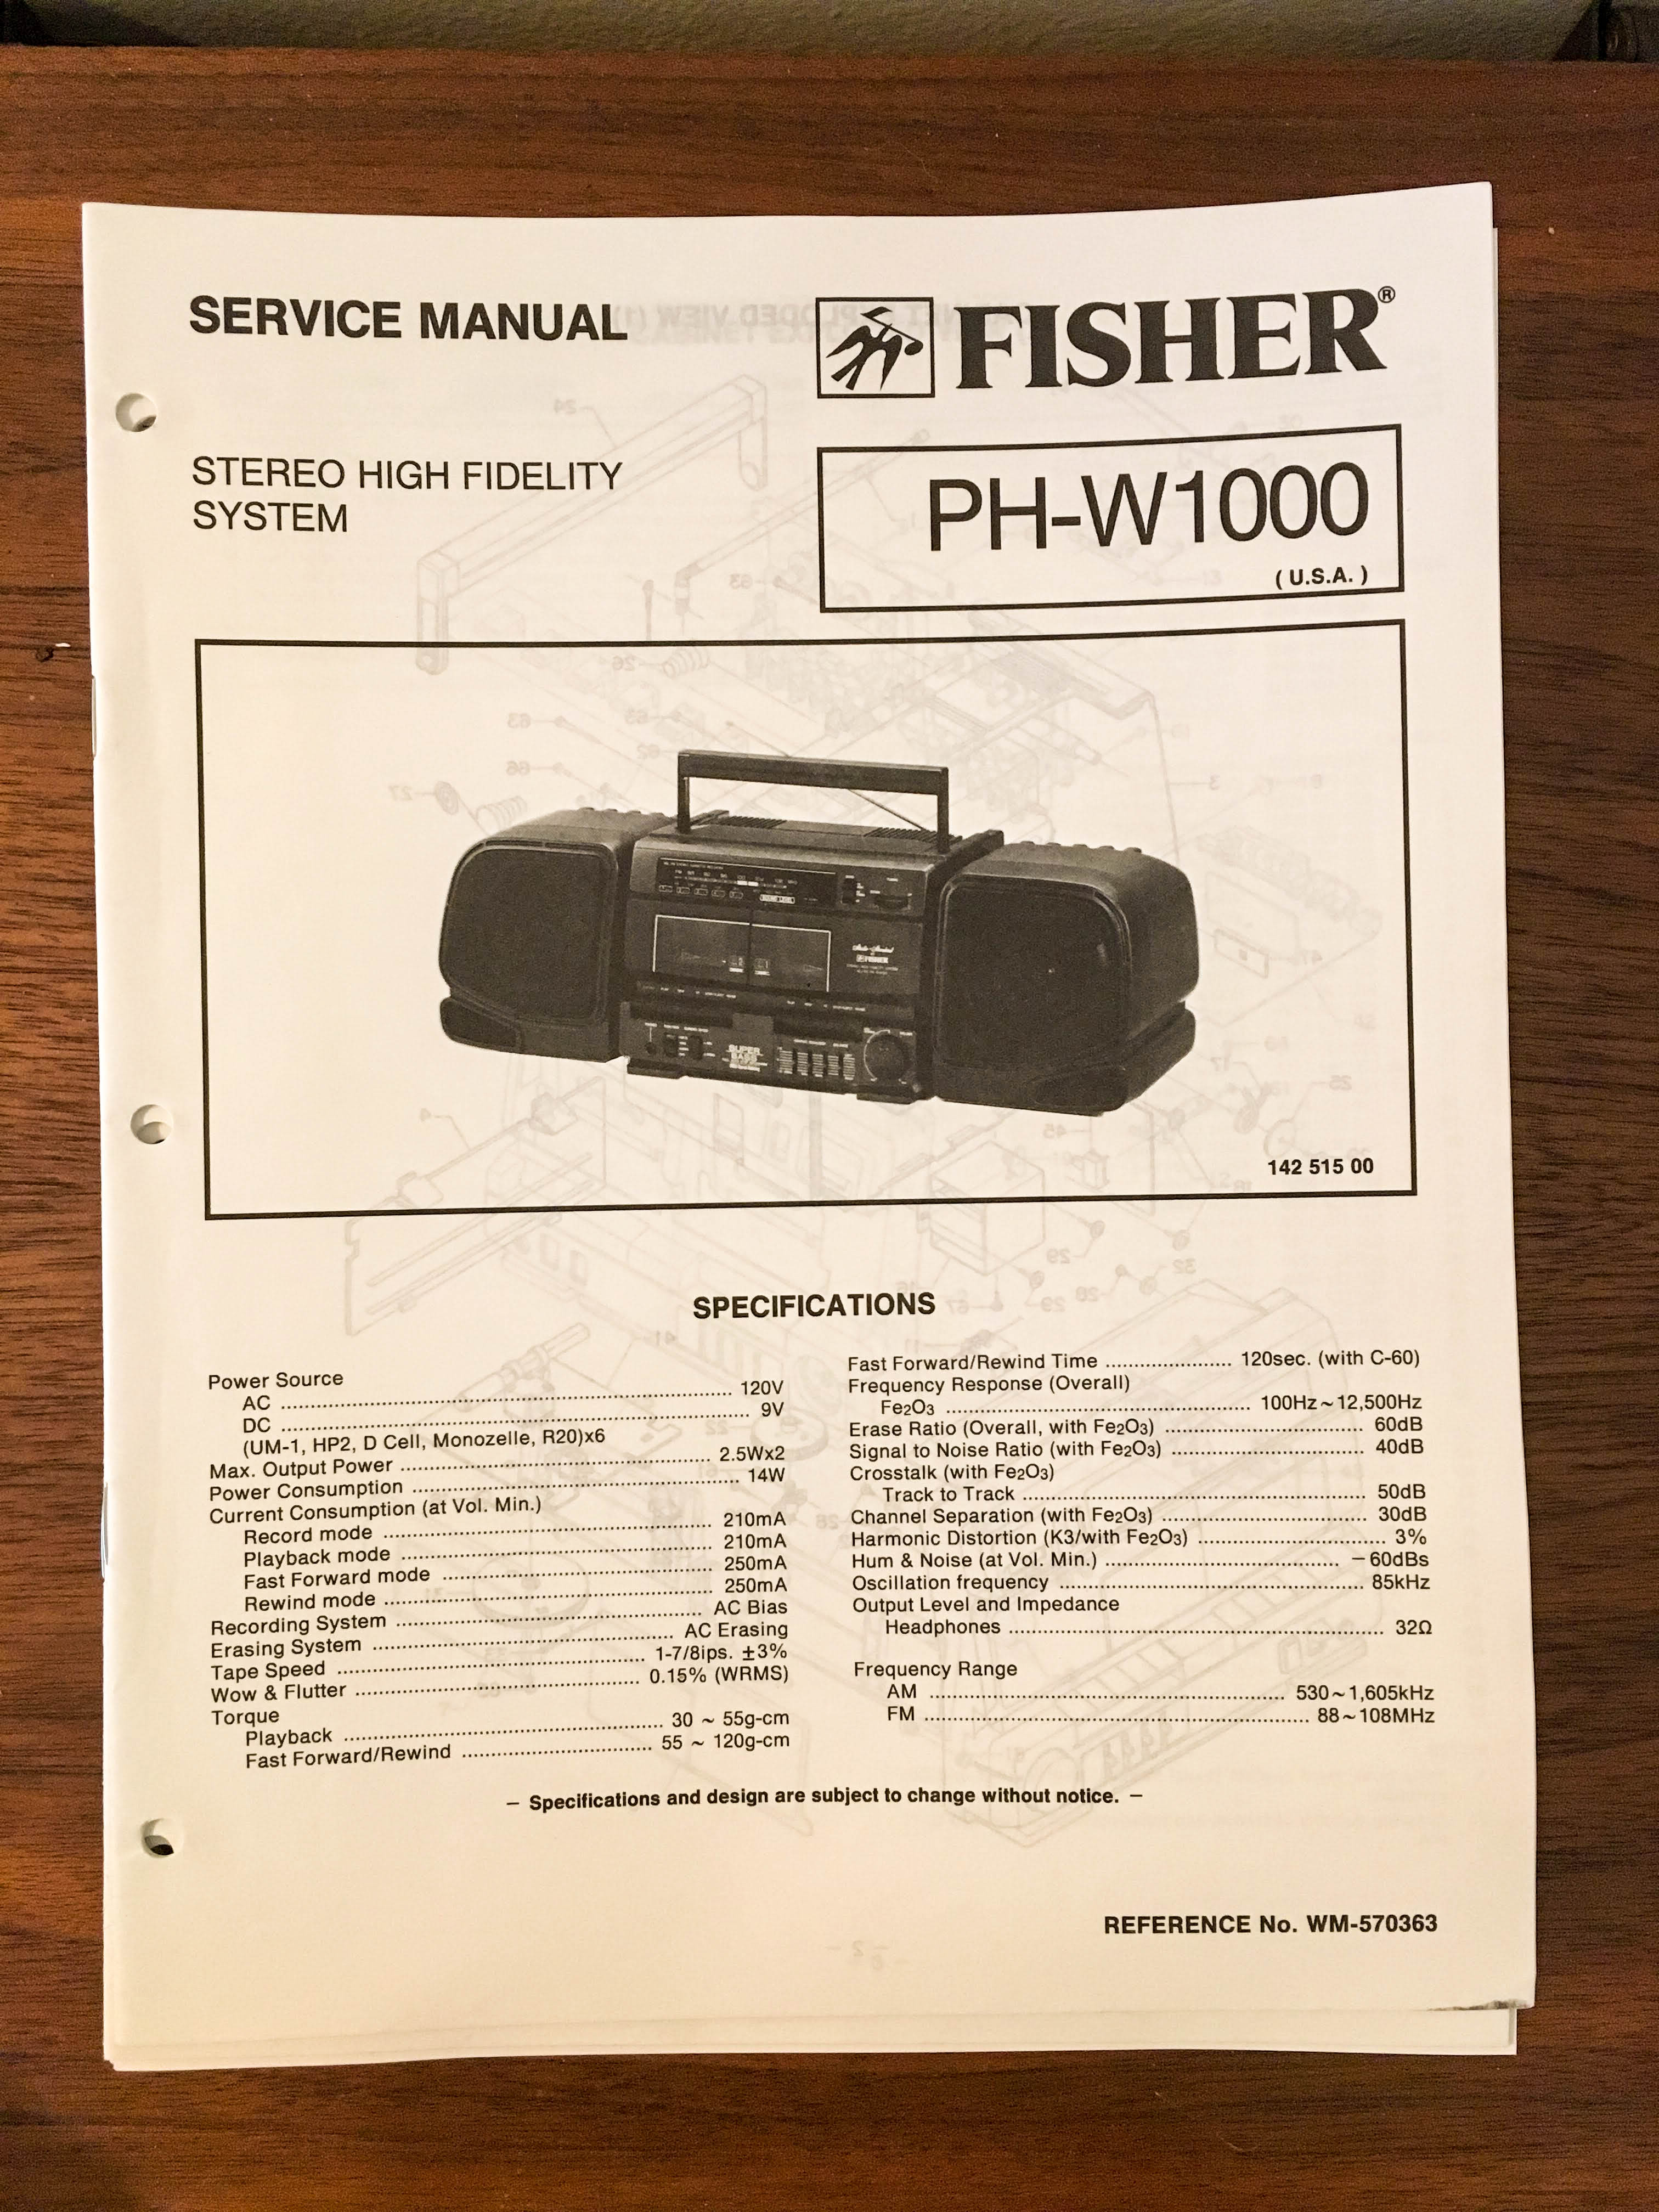 SERVICE MANUAL
FISHER®
STEREO HIGH FIDELITY
SYSTEM
PH-W1000
( U.S.A. )
SUPER
BASS
FISHER
142 515 00
SPECIFICATIONS
Power Source
AC ........ 120V
DC ........ 9V
(UM-1, HP2, D Cell, Monozelle, R20)x6
Max. Output Power ........ 2.5Wx2
Power Consumption ........ 14W
Current Consumption (at Vol. Min.)
Record mode ........ 210mA
Playback mode ........ 210mA
Fast Forward mode ........ 250mA
Rewind mode ........ 250mA
Recording System ........ AC Bias
Erasing System ........ AC Erasing
Tape Speed ........ 1-7/8ips. ±3%
Wow & Flutter ........ 0.15% (WRMS)
Torque
Playback ........ 30 ~ 55g-cm
Fast Forward/Rewind ........ 55 ~ 120g-cm
Fast Forward/Rewind Time ........ 120sec. (with C-60)
Frequency Response (Overall)
Fe2O3 ........ 100Hz~12,500Hz
Erase Ratio (Overall, with Fe2O3) ........ 60dB
Signal to Noise Ratio (with Fe2O3) ........ 40dB
Crosstalk (with Fe2O3)
Track to Track ........ 50dB
Channel Separation (with Fe2O3) ........ 30dB
Harmonic Distortion (K3/with Fe2O3) ........ 3%
Hum & Noise (at Vol. Min.) ........ −60dBs
Oscillation frequency ........ 85kHz
Output Level and Impedance
Headphones ........ 32Ω
Frequency Range
AM ........ 530~1,605kHz
FM ........ 88~108MHz
– Specifications and design are subject to change without notice. –
REFERENCE No. WM-570363